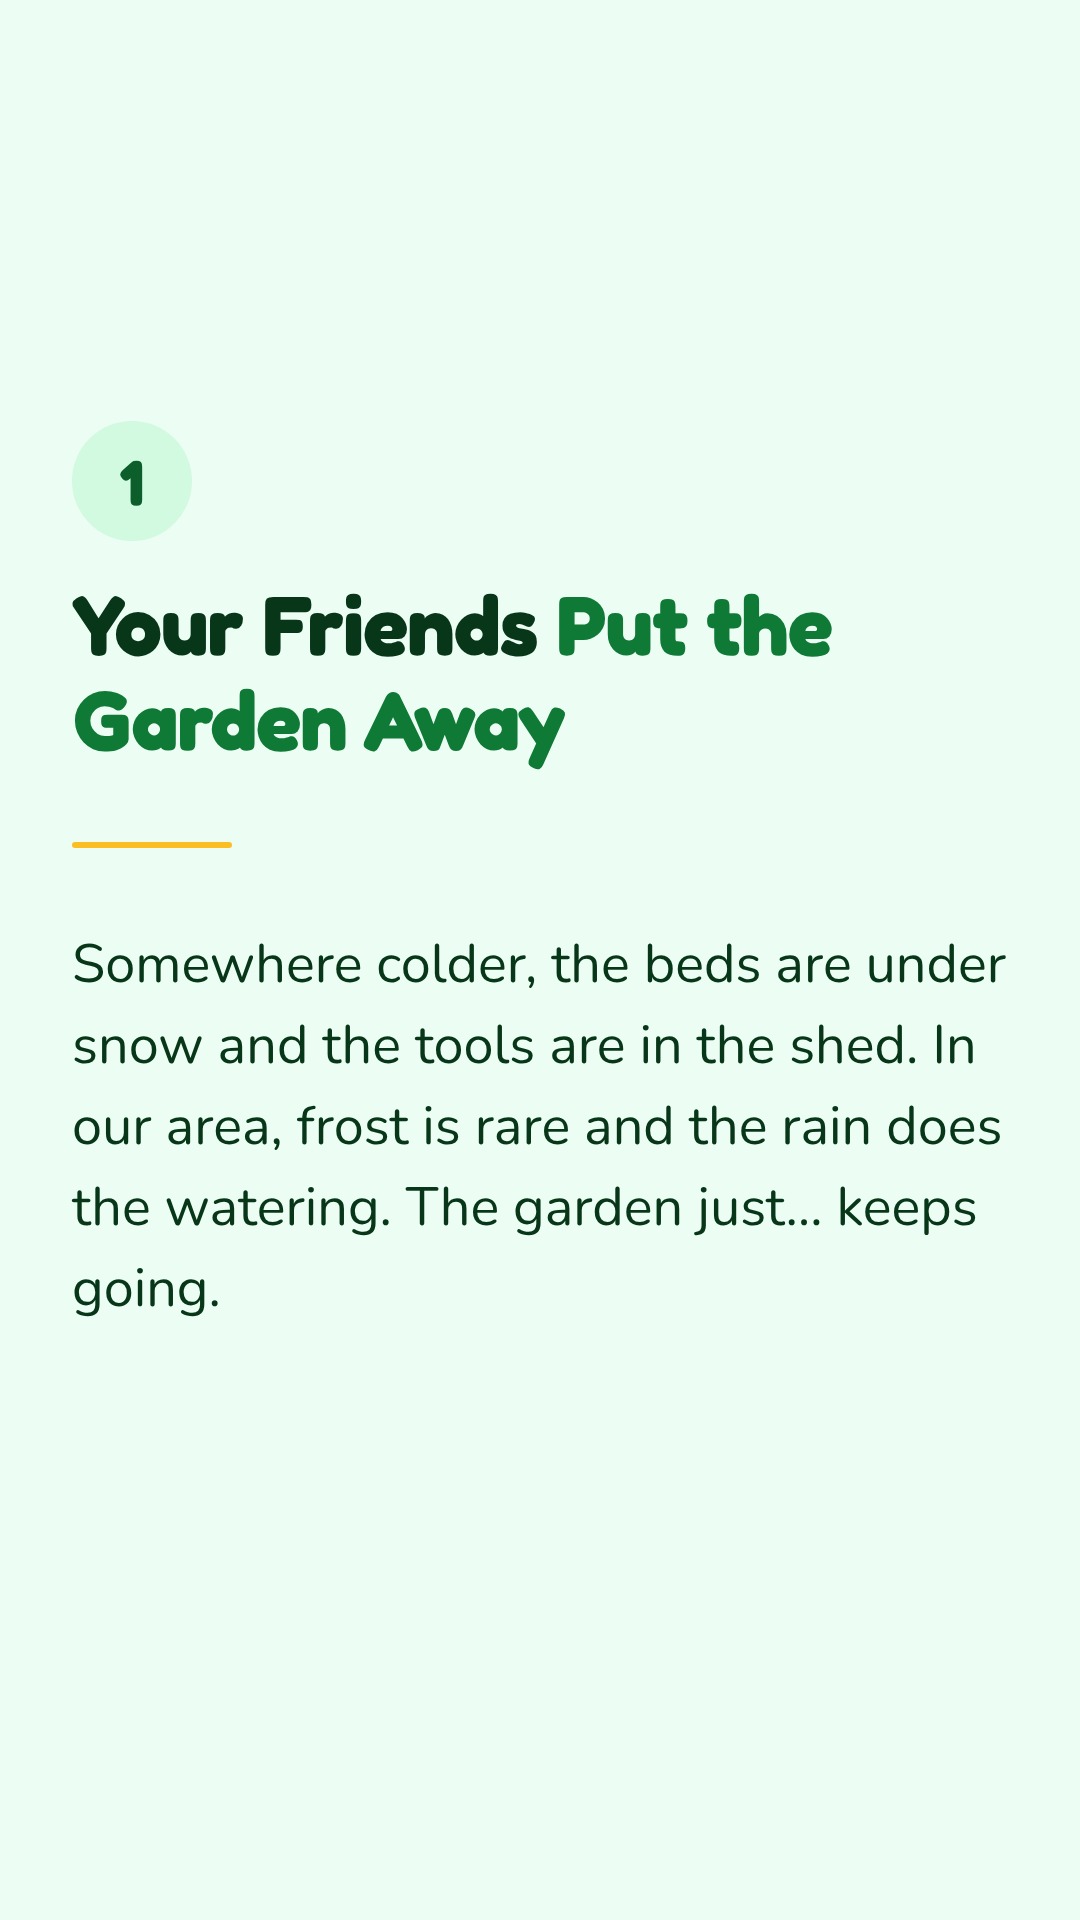 1
Your Friends Put the
Garden Away
Somewhere colder, the beds are under
snow and the tools are in the shed. In
our area, frost is rare and the rain does
the watering. The garden just... keeps
going.